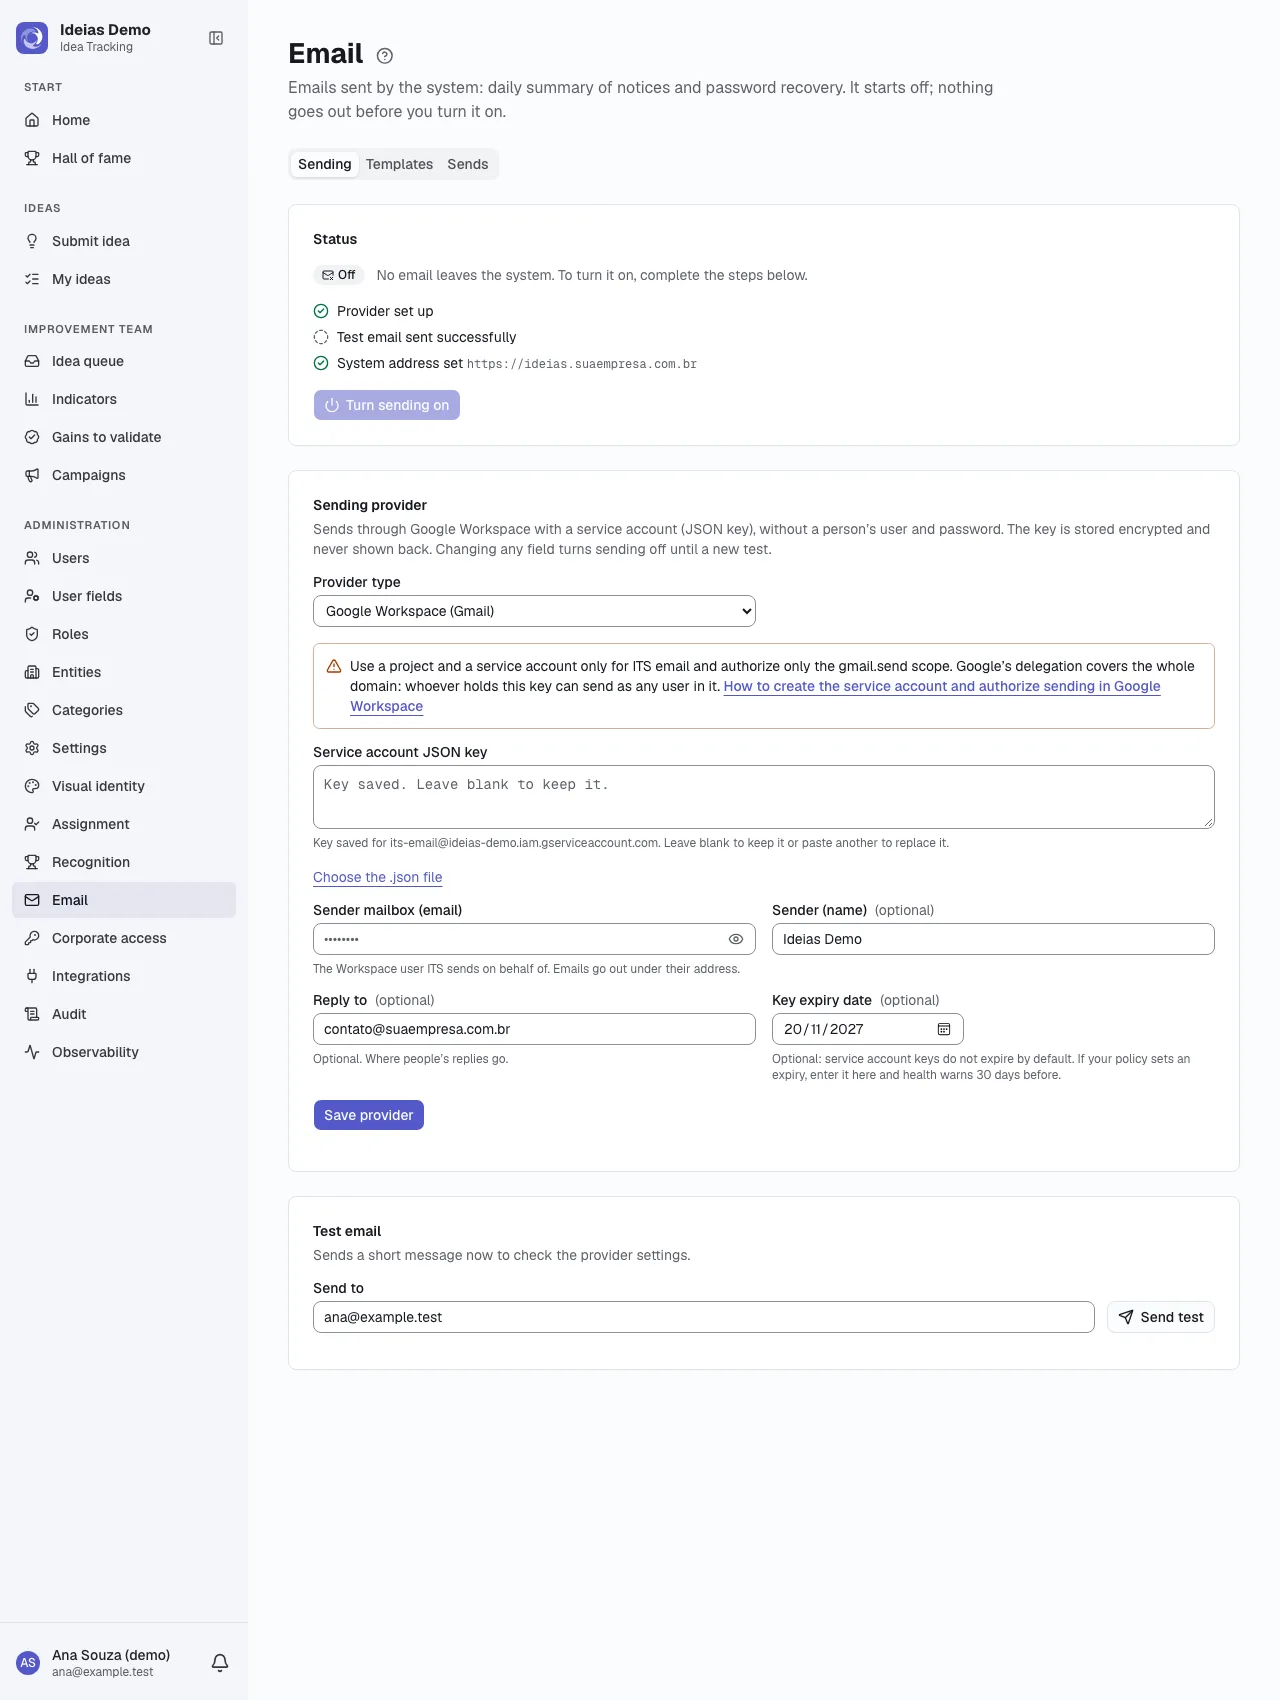 Ideias Demo
Idea Tracking
START
Home
Hall of fame
IDEAS
Submit idea
My ideas
IMPROVEMENT TEAM
Idea queue
Indicators
Gains to validate
Campaigns
ADMINISTRATION
Users
User fields
Roles
Entities
Categories
Settings
Visual identity
Assignment
Recognition
Email
Corporate access
Integrations
Audit
Observability
AS
Ana Souza (demo)
ana@example.test
Email
Emails sent by the system: daily summary of notices and password recovery. It starts off; nothing
goes out before you turn it on.
Sending Templates Sends
Status
Off No email leaves the system. To turn it on, complete the steps below.
Provider set up
Test email sent successfully
System address set https://ideias.suaempresa.com.br
Turn sending on
Sending provider
Sends through Google Workspace with a service account (JSON key), without a person's user and password. The key is stored encrypted and
never shown back. Changing any field turns sending off until a new test.
Provider type
Google Workspace (Gmail)
Use a project and a service account only for ITS email and authorize only the gmail.send scope. Google's delegation covers the whole
domain: whoever holds this key can send as any user in it. How to create the service account and authorize sending in Google
Workspace
Service account JSON key
Key saved. Leave blank to keep it.
Key saved for its-email@ideias-demo.iam.gserviceaccount.com. Leave blank to keep it or paste another to replace it.
Choose the .json file
Sender mailbox (email)
••••••••
The Workspace user ITS sends on behalf of. Emails go out under their address.
Sender (name) (optional)
Ideias Demo
Reply to (optional)
contato@suaempresa.com.br
Optional. Where people's replies go.
Key expiry date (optional)
20/11/2027
Optional: service account keys do not expire by default. If your policy sets an
expiry, enter it here and health warns 30 days before.
Save provider
Test email
Sends a short message now to check the provider settings.
Send to
ana@example.test
Send test